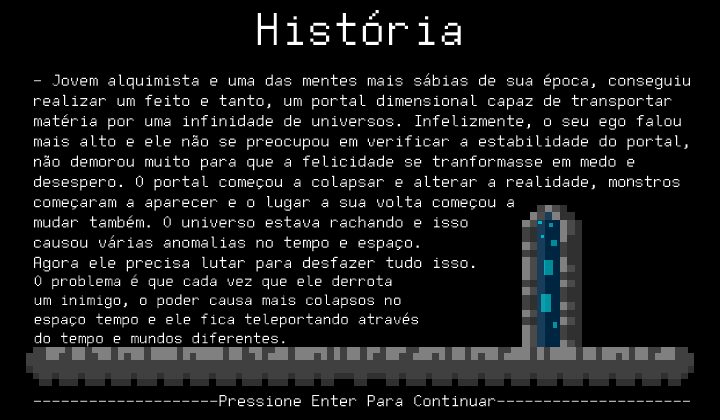 História
- Jovem alquimista e uma das mentes mais sábias de sua época, conseguiu
realizar um feito e tanto, um portal dimensional capaz de transportar
matéria por uma infinidade de universos. Infelizmente, o seu ego falou
mais alto e ele não se preocupou em verificar a estabilidade do portal,
não demorou muito para que a felicidade se tranformasse em medo e
desespero. O portal começou a colapsar e alterar a realidade, monstros
começaram a aparecer e o lugar a sua volta começou a
mudar também. O universo estava rachando e isso
causou várias anomalias no tempo e espaço.
Agora ele precisa lutar para desfazer tudo isso.
O problema é que cada vez que ele derrota
um inimigo, o poder causa mais colapsos no
espaço tempo e ele fica teleportando através
do tempo e mundos diferentes.
--------------------Pressione Enter Para Continuar---------------------